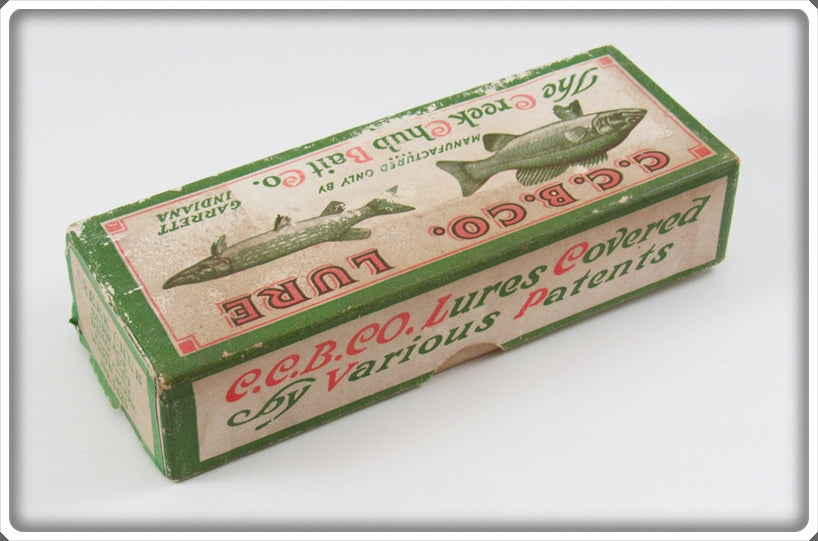 C.C.B.CO. LURE
MANUFACTURED ONLY BY
The Creek Chub Bait Co.
GARRETT
INDIANA
C.C.B.CO. Lures Covered
by Various Patents